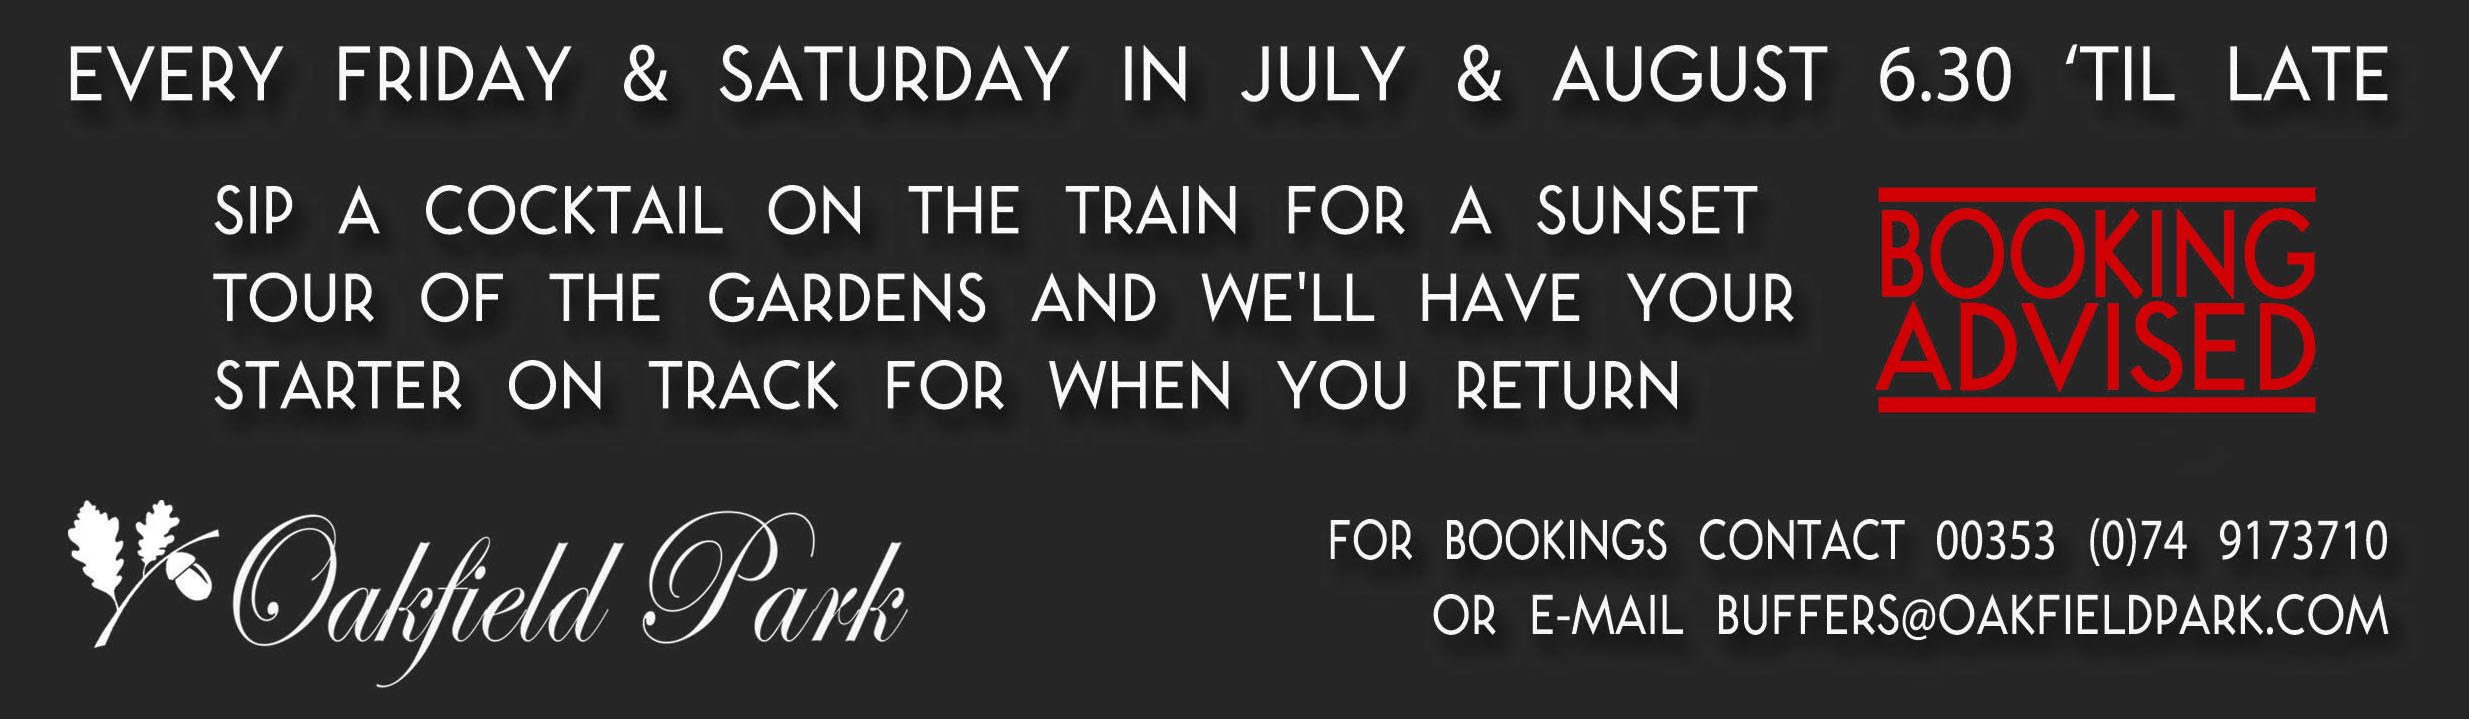 EVERY FRIDAY & SATURDAY IN JULY & AUGUST 6.30 ‘TIL LATE
SIP A COCKTAIL ON THE TRAIN FOR A SUNSET
TOUR OF THE GARDENS AND WE'LL HAVE YOUR
STARTER ON TRACK FOR WHEN YOU RETURN
BOOKING
ADVISED
Oakfield Park
FOR BOOKINGS CONTACT 00353 (0)74 9173710
OR E-MAIL BUFFERS@OAKFIELDPARK.COM